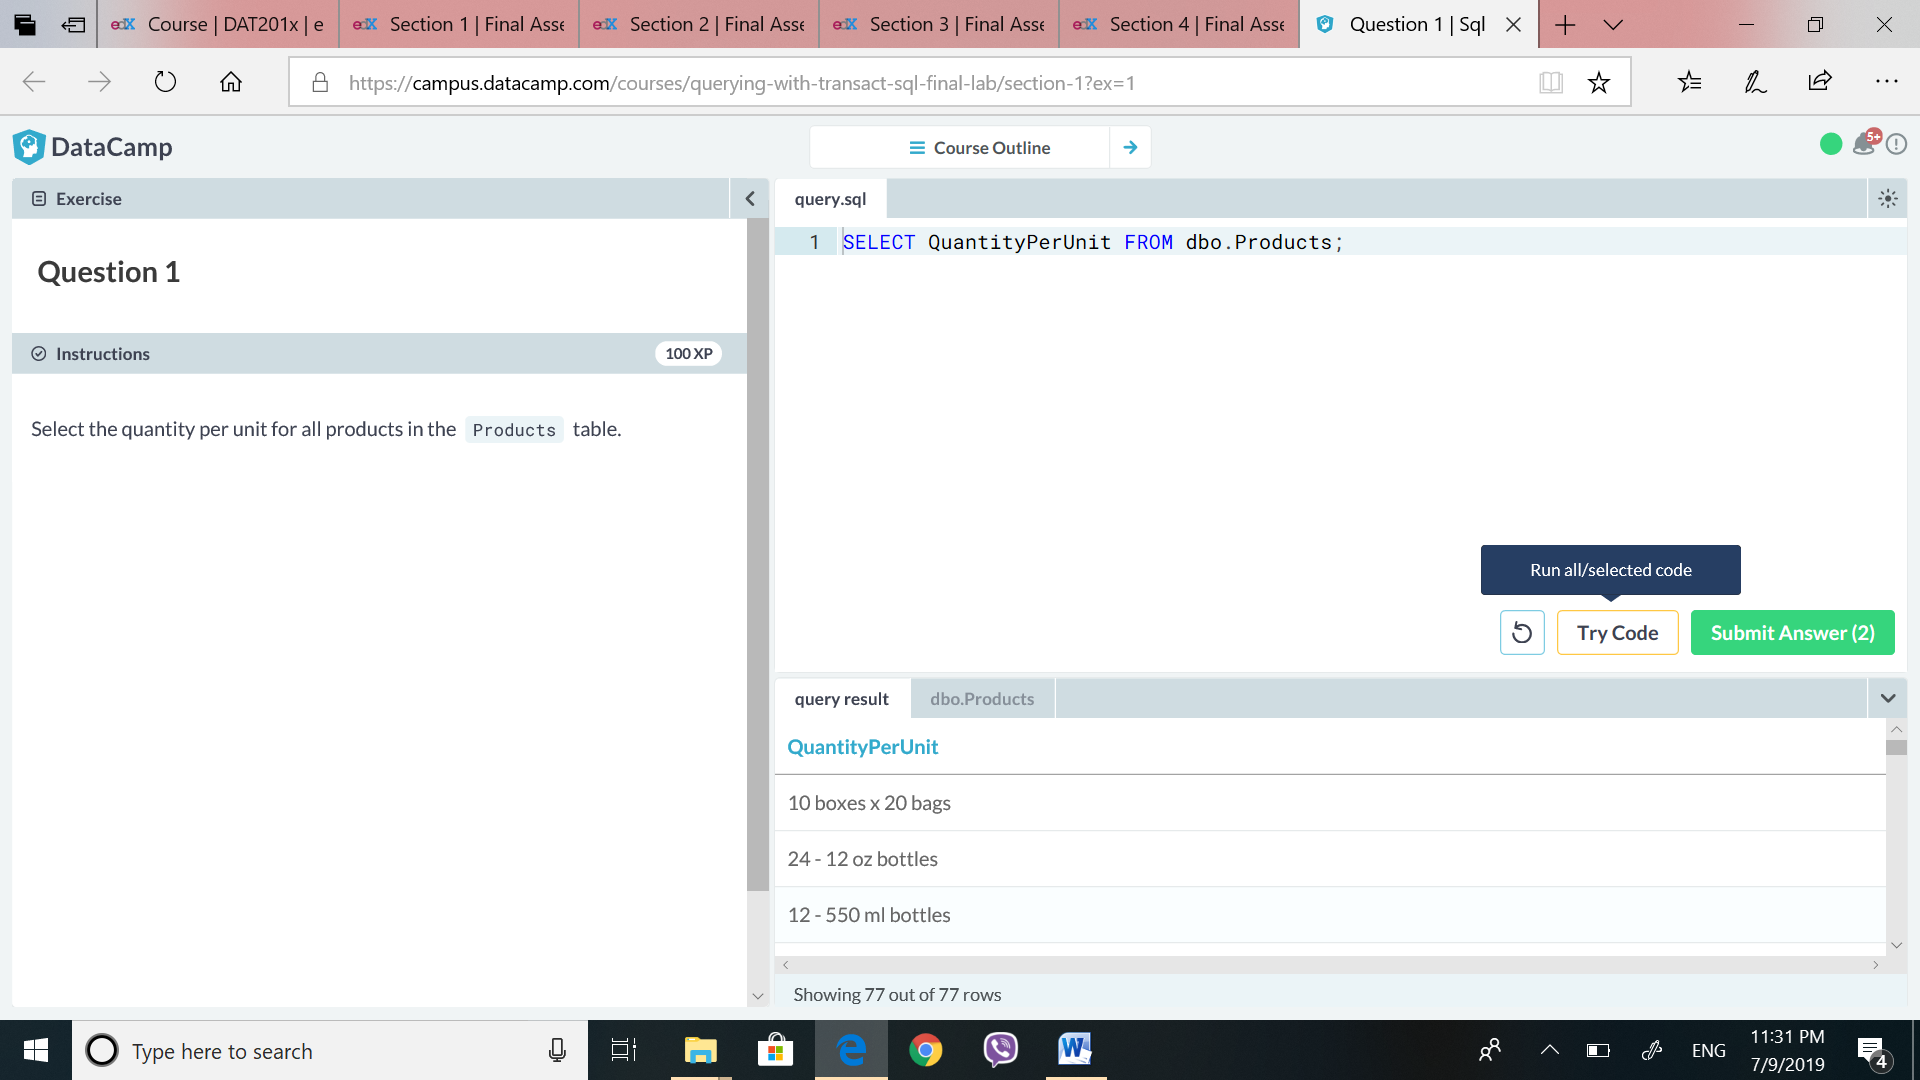 Course | DAT201x | e
Section 1 | Final Asse
Section 2 | Final Asse
Section 3 | Final Asse
Section 4 | Final Asse
Question 1 | Sql
https://campus.datacamp.com/courses/querying-with-transact-sql-final-lab/section-1?ex=1
DataCamp
Course Outline
5+
Exercise
Question 1
Instructions
100 XP
Select the quantity per unit for all products in the Products table.
query.sql
1 SELECT QuantityPerUnit FROM dbo.Products;
Run all/selected code
Try Code
Submit Answer (2)
query result
dbo.Products
QuantityPerUnit
10 boxes x 20 bags
24 - 12 oz bottles
12 - 550 ml bottles
Showing 77 out of 77 rows
Type here to search
ENG
11:31 PM
7/9/2019
4